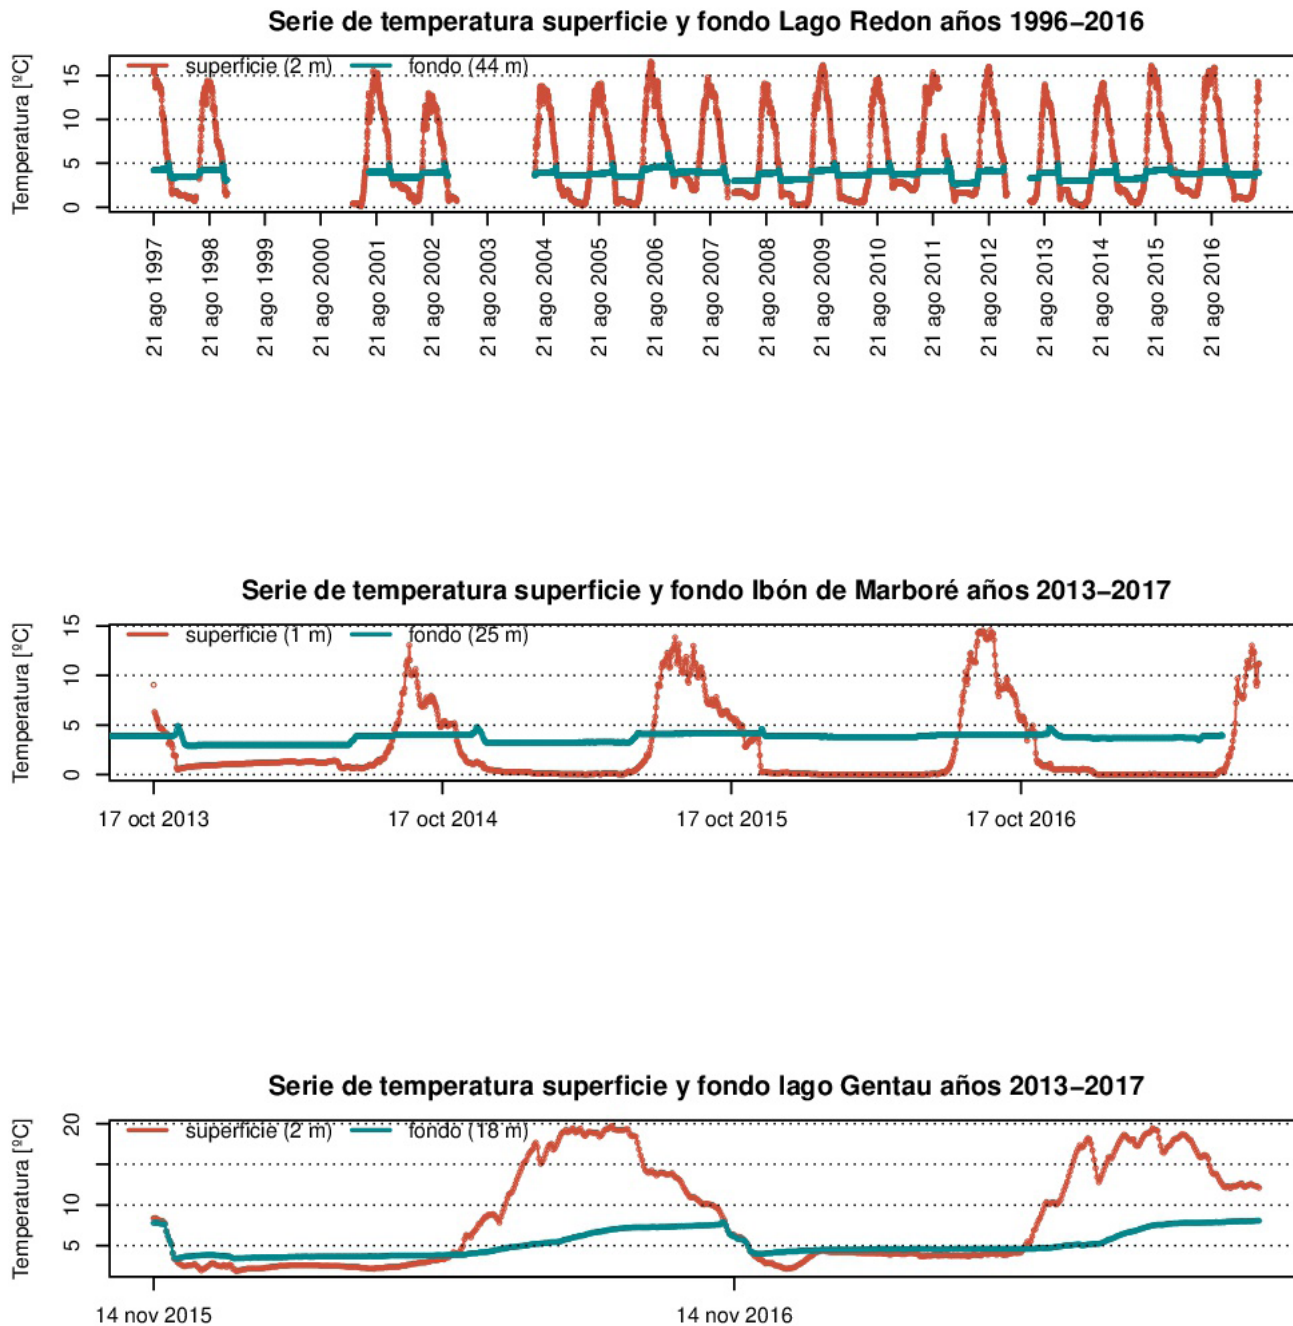 Serie de temperatura superficie y fondo Lago Redon años 1996−2016
superficie (2 m) fondo (44 m)
Temperatura [ºC]
15
10
5
0
21 ago 1997
21 ago 1998
21 ago 1999
21 ago 2000
21 ago 2001
21 ago 2002
21 ago 2003
21 ago 2004
21 ago 2005
21 ago 2006
21 ago 2007
21 ago 2008
21 ago 2009
21 ago 2010
21 ago 2011
21 ago 2012
21 ago 2013
21 ago 2014
21 ago 2015
21 ago 2016
Serie de temperatura superficie y fondo Ibón de Marboré años 2013−2017
superficie (1 m) fondo (25 m)
Temperatura [ºC]
15
10
5
0
17 oct 2013 17 oct 2014 17 oct 2015 17 oct 2016
Serie de temperatura superficie y fondo lago Gentau años 2013−2017
superficie (2 m) fondo (18 m)
Temperatura [ºC]
20
10
5
14 nov 2015 14 nov 2016